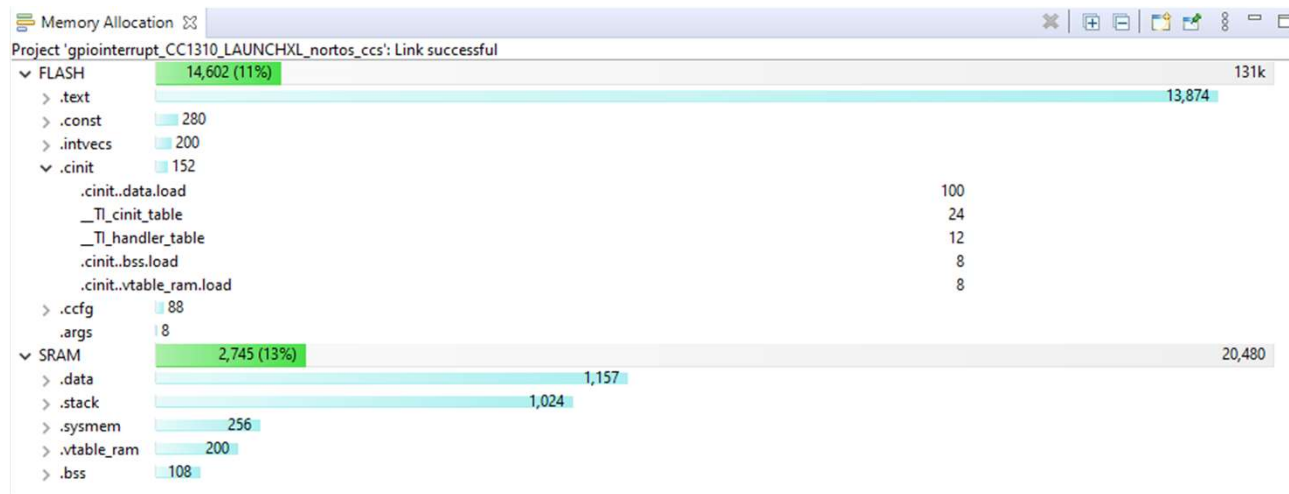 Memory Allocation
Project 'gpiointerrupt_CC1310_LAUNCHXL_nortos_ccs': Link successful
FLASH 14,602 (11%) 131k
.text 13,874
.const 280
.intvecs 200
.cinit 152
.cinit..data.load 100
__TI_cinit_table 24
__TI_handler_table 12
.cinit..bss.load 8
.cinit..vtable_ram.load 8
.ccfg 88
.args 8
SRAM 2,745 (13%) 20,480
.data 1,157
.stack 1,024
.sysmem 256
.vtable_ram 200
.bss 108